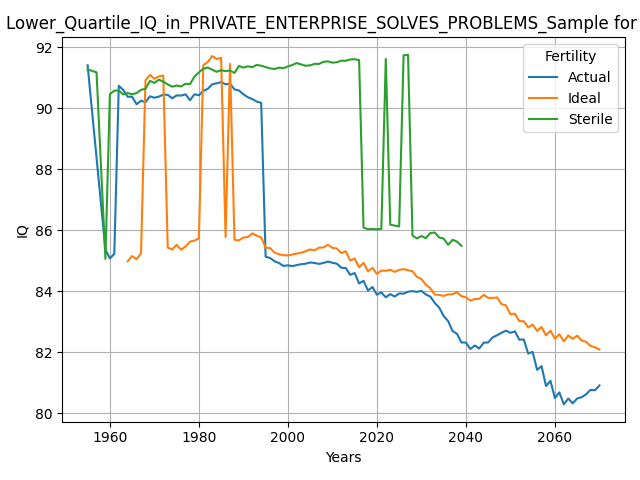 Lower_Quartile_IQ_in_PRIVATE_ENTERPRISE_SOLVES_PROBLEMS_Sample for
92
90
88
86
84
82
80
IQ
Fertility
Actual
Ideal
Sterile
1960 1980 2000 2020 2040 2060
Years